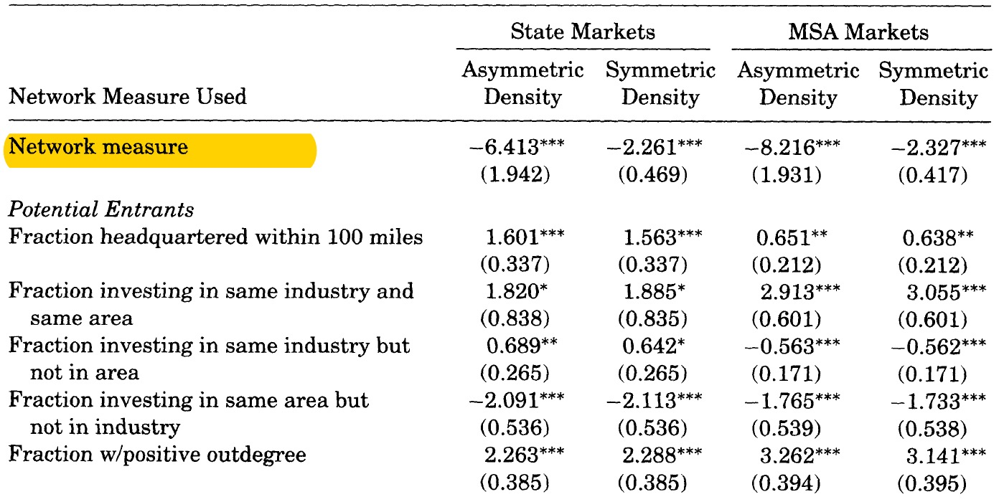 State Markets MSA Markets
Asymmetric Symmetric Asymmetric Symmetric
Network Measure Used Density Density Density Density
Network measure −6.413*** −2.261*** −8.216*** −2.327***
(1.942) (0.469) (1.931) (0.417)
Potential Entrants
Fraction headquartered within 100 miles 1.601*** 1.563*** 0.651** 0.638**
(0.337) (0.337) (0.212) (0.212)
Fraction investing in same industry and 1.820* 1.885* 2.913*** 3.055***
same area (0.838) (0.835) (0.601) (0.601)
Fraction investing in same industry but 0.689** 0.642* −0.563*** −0.562***
not in area (0.265) (0.265) (0.171) (0.171)
Fraction investing in same area but −2.091*** −2.113*** −1.765*** −1.733***
not in industry (0.536) (0.536) (0.539) (0.538)
Fraction w/positive outdegree 2.263*** 2.288*** 3.262*** 3.141***
(0.385) (0.385) (0.394) (0.395)